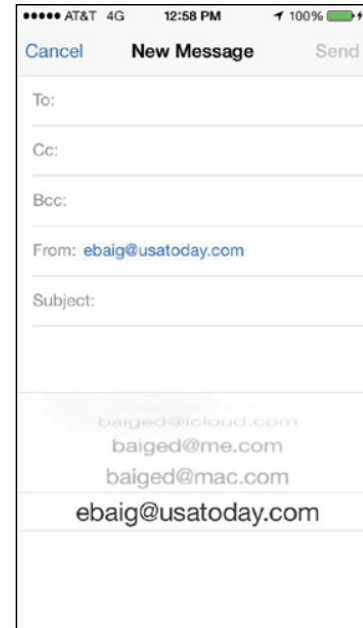 AT&T 4G 12:58 PM 100%
Cancel New Message Send
To:
Cc:
Bcc:
From: ebaig@usatoday.com
Subject:
baiged@icloud.com
baiged@me.com
baiged@mac.com
ebaig@usatoday.com